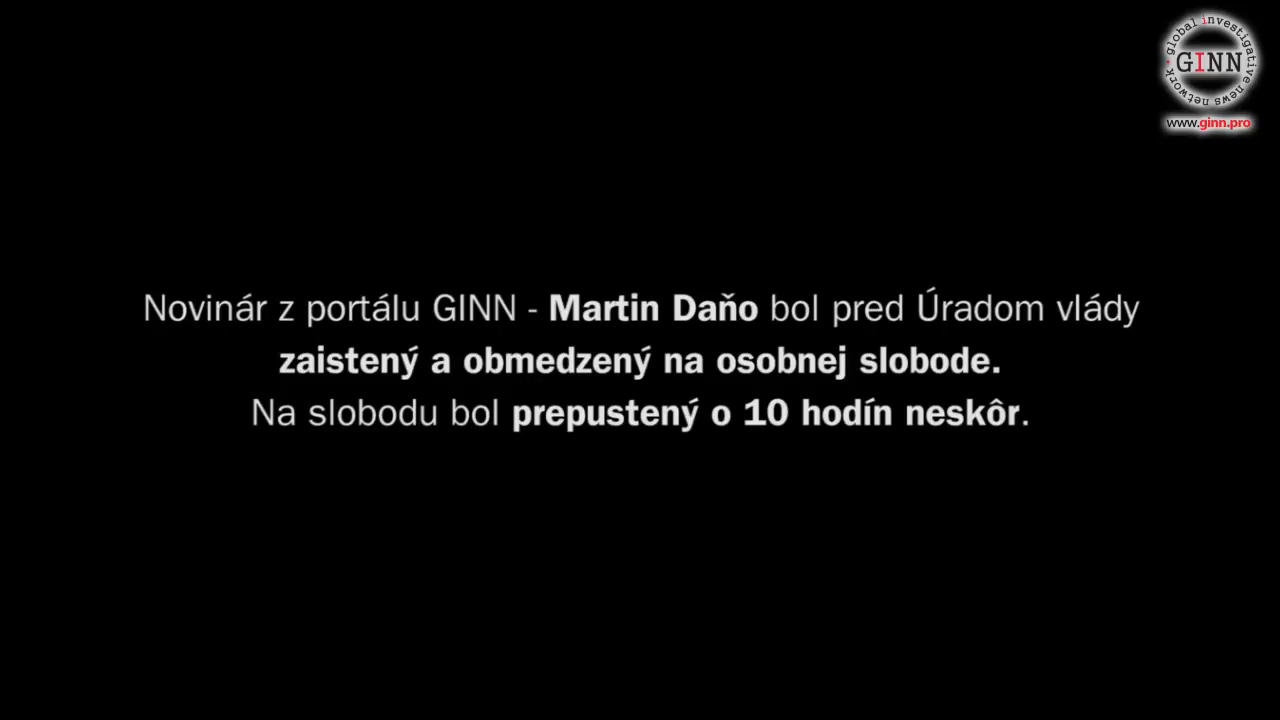 global investigative news network
GINN
www.ginn.pro
Novinár z portálu GINN - Martin Daňo bol pred Úradom vlády
zaistený a obmedzený na osobnej slobode.
Na slobodu bol prepustený o 10 hodín neskôr.